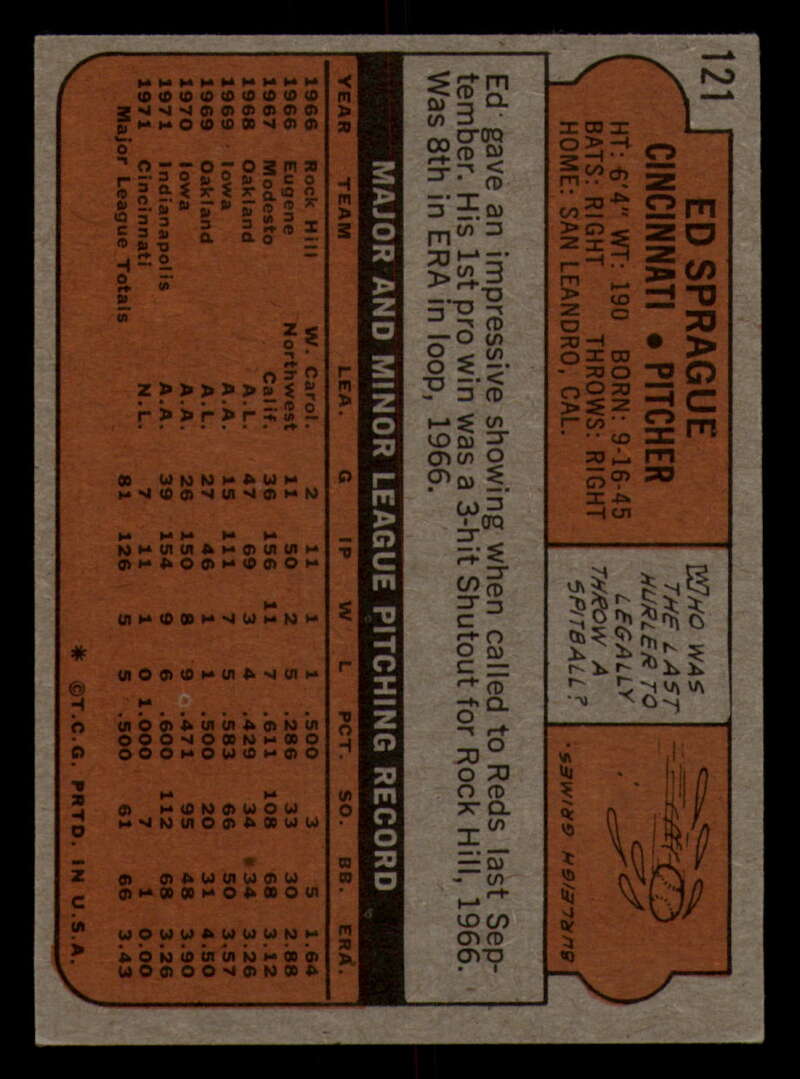 121
ED SPRAGUE
CINCINNATI • PITCHER
HT: 6'4" WT: 190 BORN: 9-16-45
BATS: RIGHT THROWS: RIGHT
HOME: SAN LEANDRO, CAL.
WHO WAS
THE LAST
HURLER TO
LEGALLY
THROW A
SPITBALL?
BURLEIGH GRIMES.
Ed gave an impressive showing when called to Reds last Sep-
tember. His 1st pro win was a 3-hit Shutout for Rock Hill, 1966.
Was 8th in ERA in loop, 1966.
MAJOR AND MINOR LEAGUE PITCHING RECORD
YEAR TEAM LEA. G IP W L PCT. SO. BB. ERA.
1966 Rock Hill W. Carol. 2 11 1 1 .500 3 5 1.64
1966 Eugene Northwest 11 50 2 5 .286 33 30 2.88
1967 Modesto Calif. 36 156 11 7 .611 108 68 3.12
1968 Oakland A.L. 47 69 3 4 .429 34 34 3.26
1969 Iowa A.A. 15 111 7 5 .583 66 50 3.57
1969 Oakland A.L. 27 46 1 1 .500 20 31 4.50
1970 Iowa A.A. 26 150 8 9 .471 95 48 3.90
1971 Indianapolis A.A. 39 154 9 6 .600 112 68 3.26
1971 Cincinnati N.L. 7 11 1 0 1.000 7 1 0.00
Major League Totals 81 126 5 5 .500 61 66 3.43
* ©T.C.G. PRTD. IN U.S.A.